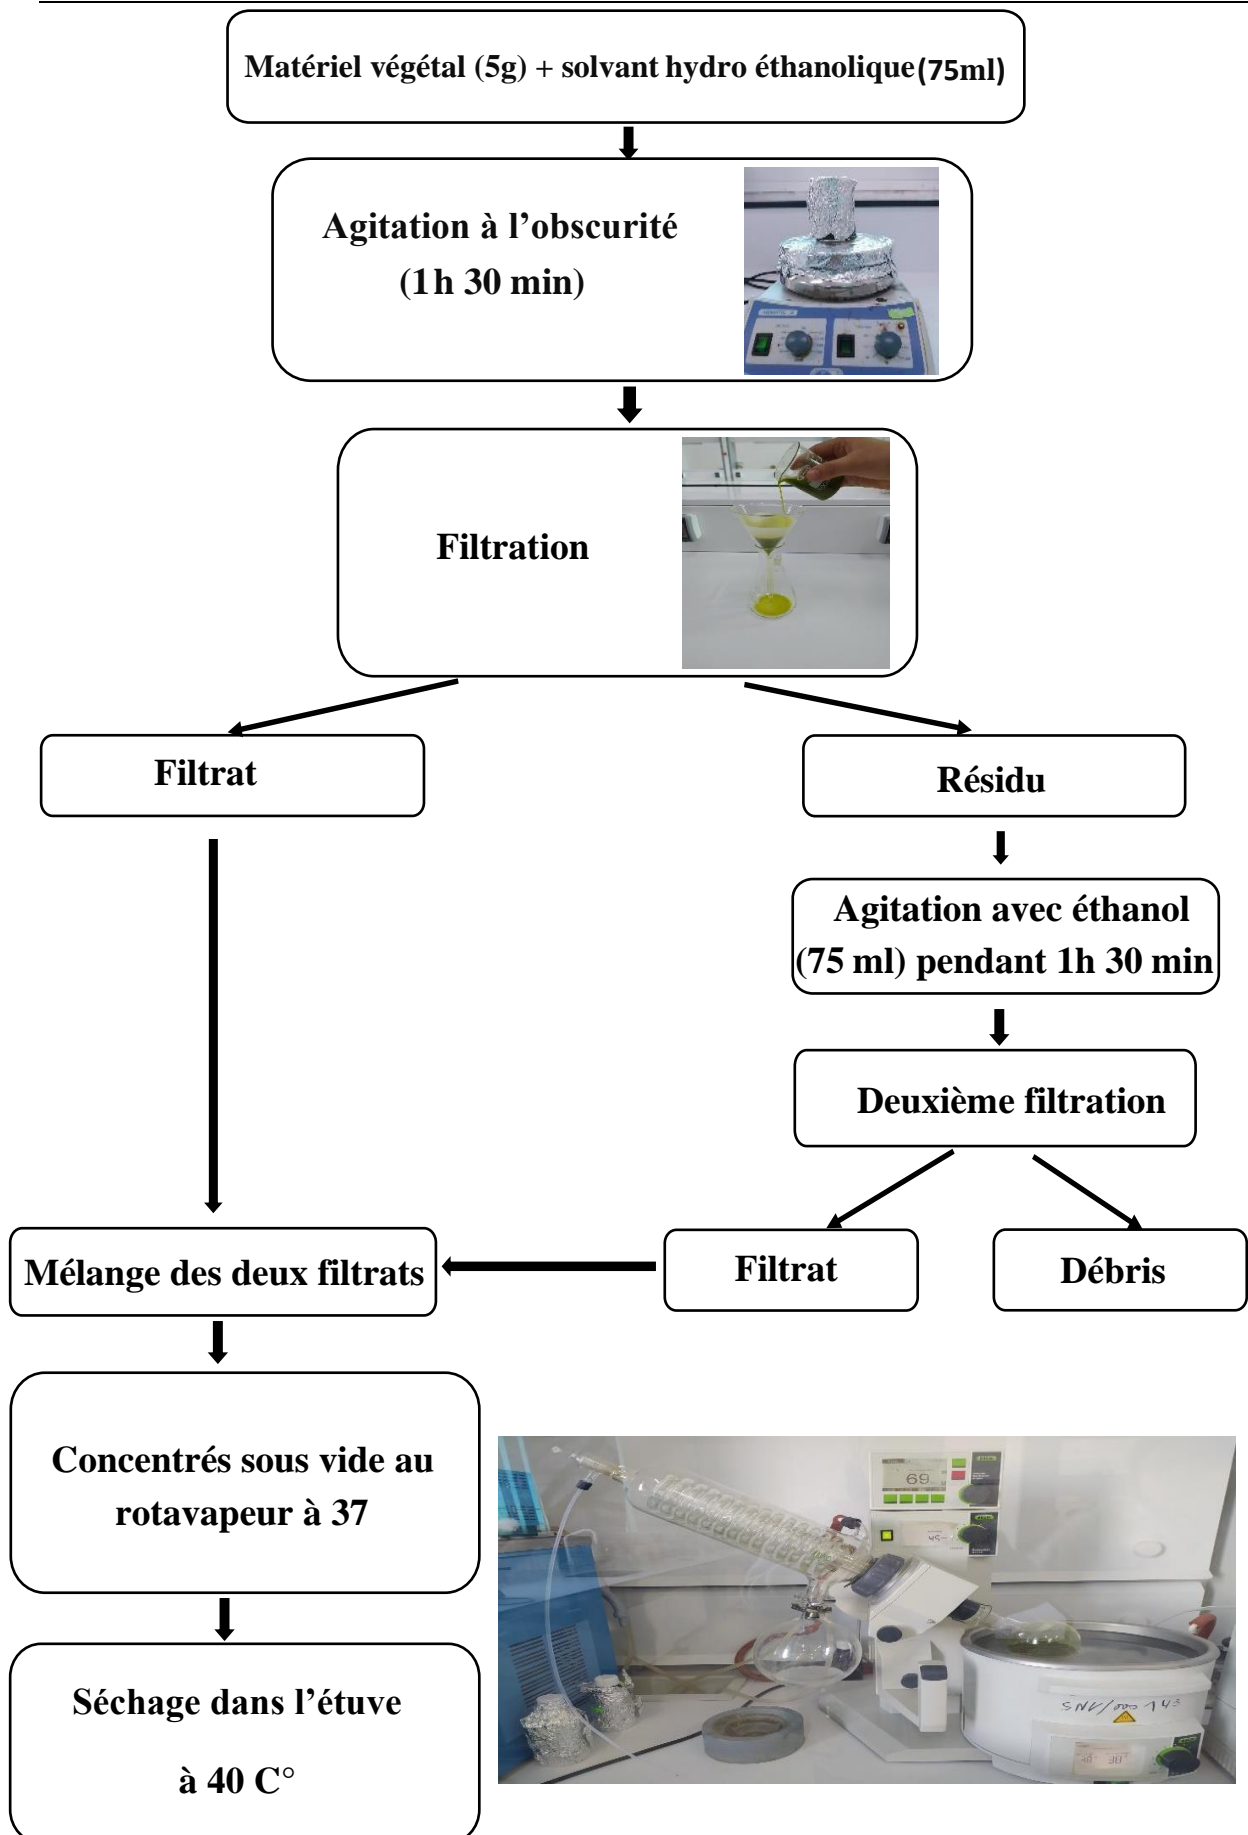 Matériel végétal (5g) + solvant hydro éthanolique (75ml)
Agitation à l'obscurité
(1h 30 min)
Filtration
Filtrat
Résidu
Agitation avec éthanol
(75 ml) pendant 1h 30 min
Deuxième filtration
Mélange des deux filtrats
Filtrat
Débris
Concentrés sous vide au
rotavapeur à 37
69
Séchage dans l'étuve
à 40 C°